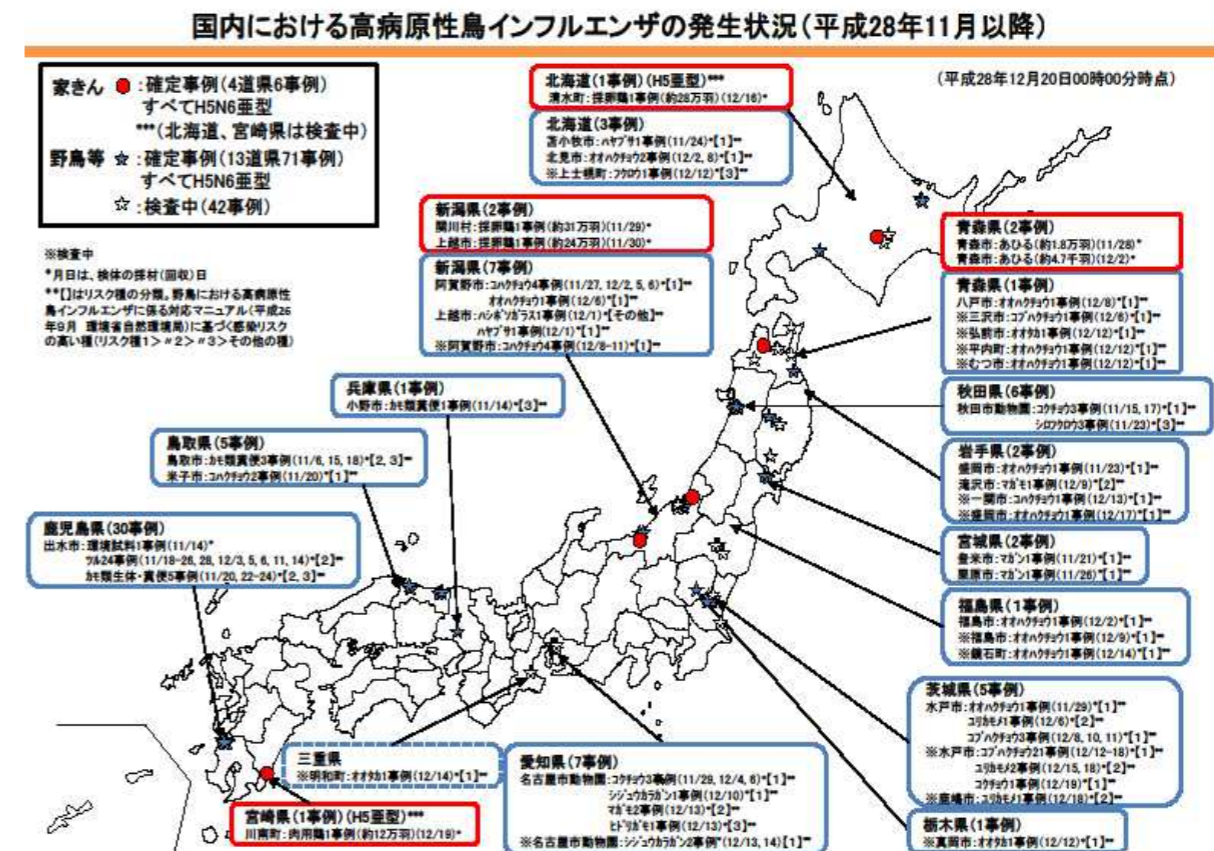 国内における高病原性鳥インフルエンザの発生状況(平成28年11月以降)
(平成28年12月20日00時00分時点)
家きん ●:確定事例(4道県6事例)
すべてH5N6亜型
***(北海道、宮崎県は検査中)
野鳥等 ☆:確定事例(13道県71事例)
すべてH5N6亜型
☆:検査中(42事例)
※検査中
*月日は、検体の採材(回収)日
**[]はリスク種の分類。野鳥における高病原性
鳥インフルエンザに係る対応マニュアル(平成26
年9月 環境省自然環境局)に基づく感染リスク
の高い種(リスク種1>〃2>〃3>その他の種)
北海道(1事例)(H5亜型)***
清水町:採卵鶏1事例(約28万羽)(12/16)*
北海道(3事例)
苫小牧市:ハヤブサ1事例(11/24)*【1】**
北見市:オオハクチョウ2事例(12/2, 8)*【1】**
※上士幌町:フクロウ1事例(12/12)*【3】**
新潟県(2事例)
関川村:採卵鶏1事例(約31万羽)(11/29)*
上越市:採卵鶏1事例(約24万羽)(11/30)*
新潟県(7事例)
阿賀野市:コハクチョウ4事例(11/27, 12/2, 5, 6)*【1】**
オオハクチョウ1事例(12/6)*【1】**
上越市:ハシボソガラス1事例(12/1)*【その他】**
ハヤブサ1事例(12/1)*【1】**
※阿賀野市:コハクチョウ4事例(12/8-11)*【1】**
青森県(2事例)
青森市:あひる(約1.8万羽)(11/28)*
青森市:あひる(約4.7千羽)(12/2)*
青森県(1事例)
八戸市:オオハクチョウ1事例(12/8)*【1】**
※三沢市:コブハクチョウ1事例(12/6)*【1】**
※弘前市:オオタカ1事例(12/12)*【1】**
※平内町:オオハクチョウ1事例(12/12)*【1】**
※むつ市:オオハクチョウ1事例(12/12)*【1】**
兵庫県(1事例)
小野市:カモ類糞便1事例(11/14)*【3】**
秋田県(6事例)
秋田市動物園:コクチョウ3事例(11/15, 17)*【1】**
シロフクロウ3事例(11/23)*【3】**
鳥取県(5事例)
鳥取市:カモ類糞便3事例(11/6, 15, 18)*【2, 3】**
米子市:コハクチョウ2事例(11/20)*【1】**
岩手県(2事例)
盛岡市:オオハクチョウ1事例(11/23)*【1】**
滝沢市:マガモ1事例(12/9)*【2】**
※一関市:コハクチョウ1事例(12/13)*【1】**
※盛岡市:オオハクチョウ1事例(12/17)*【1】**
鹿児島県(30事例)
出水市:環境試料1事例(11/14)*
ツル24事例(11/18-26, 28, 12/3, 5, 6, 11, 14)*【2】**
カモ類生体・糞便5事例(11/20, 22-24)*【2, 3】**
宮城県(2事例)
登米市:マガン1事例(11/21)*【1】**
栗原市:マガン1事例(11/26)*【1】**
福島県(1事例)
福島市:オオハクチョウ1事例(12/2)*【1】**
※福島市:オオハクチョウ1事例(12/9)*【1】**
※鏡石町:オオハクチョウ1事例(12/14)*【1】**
茨城県(5事例)
水戸市:オオハクチョウ1事例(11/29)*【1】**
ユリカモメ1事例(12/6)*【2】**
コブハクチョウ3事例(12/8, 10, 11)*【1】**
※水戸市:コブハクチョウ21事例(12/12-18)*【1】**
ユリカモメ2事例(12/15, 18)*【2】**
コクチョウ1事例(12/19)*【1】**
※鹿嶋市:ユリカモメ1事例(12/18)*【2】**
三重県
※明和町:オオタカ1事例(12/14)*【1】**
愛知県(7事例)
名古屋市動物園:コクチョウ3事例(11/29, 12/4, 6)*【1】**
シジュウカラガン1事例(12/10)*【1】**
マガモ2事例(12/13)*【2】**
ヒドリガモ1事例(12/13)*【3】**
※名古屋市動物園:シジュウカラガン2事例*(12/13, 14)【1】**
宮崎県(1事例)(H5亜型)***
川南町:肉用鶏1事例(約12万羽)(12/19)*
栃木県(1事例)
※真岡市:オオタカ1事例(12/12)*【1】**